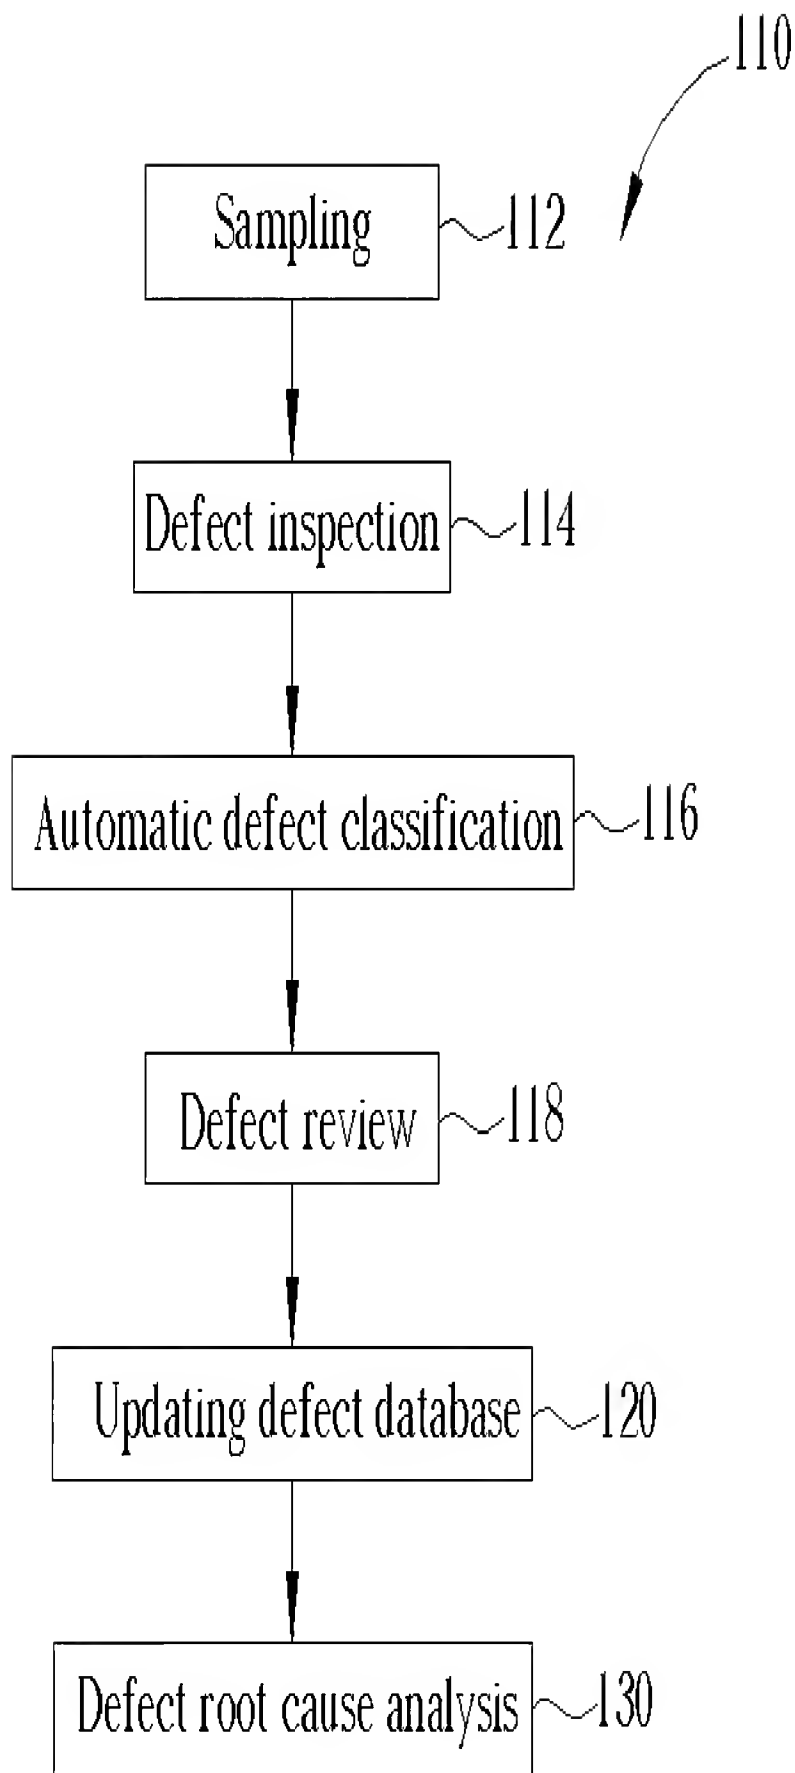 110
Sampling
112
Defect inspection
114
Automatic defect classification
116
Defect review
118
Updating defect database
120
Defect root cause analysis
130